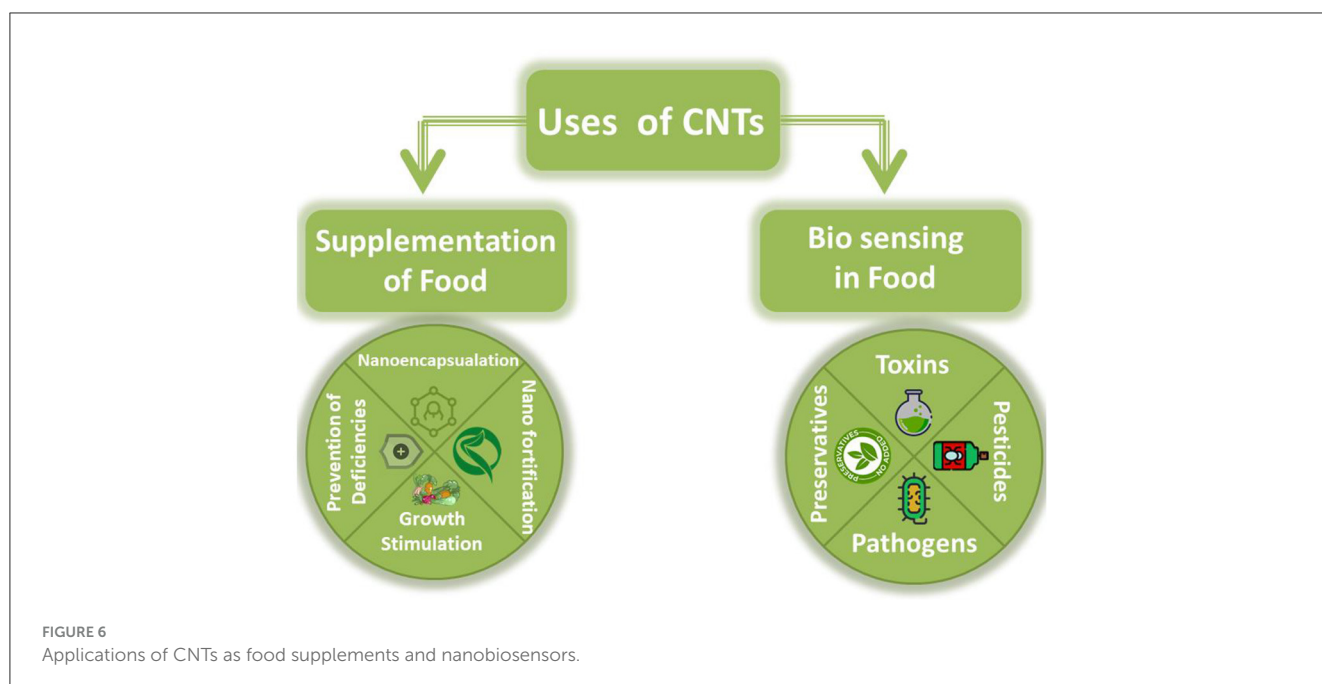 Uses of CNTs
Supplementation
of Food
Bio sensing
in Food
Nanoencapsualation
Nano fortification
Growth
Stimulation
Prevention of
Deficiencies
Toxins
Pesticides
Pathogens
Preservatives
PRESERVATIVES
NO ADDED
FIGURE 6
Applications of CNTs as food supplements and nanobiosensors.